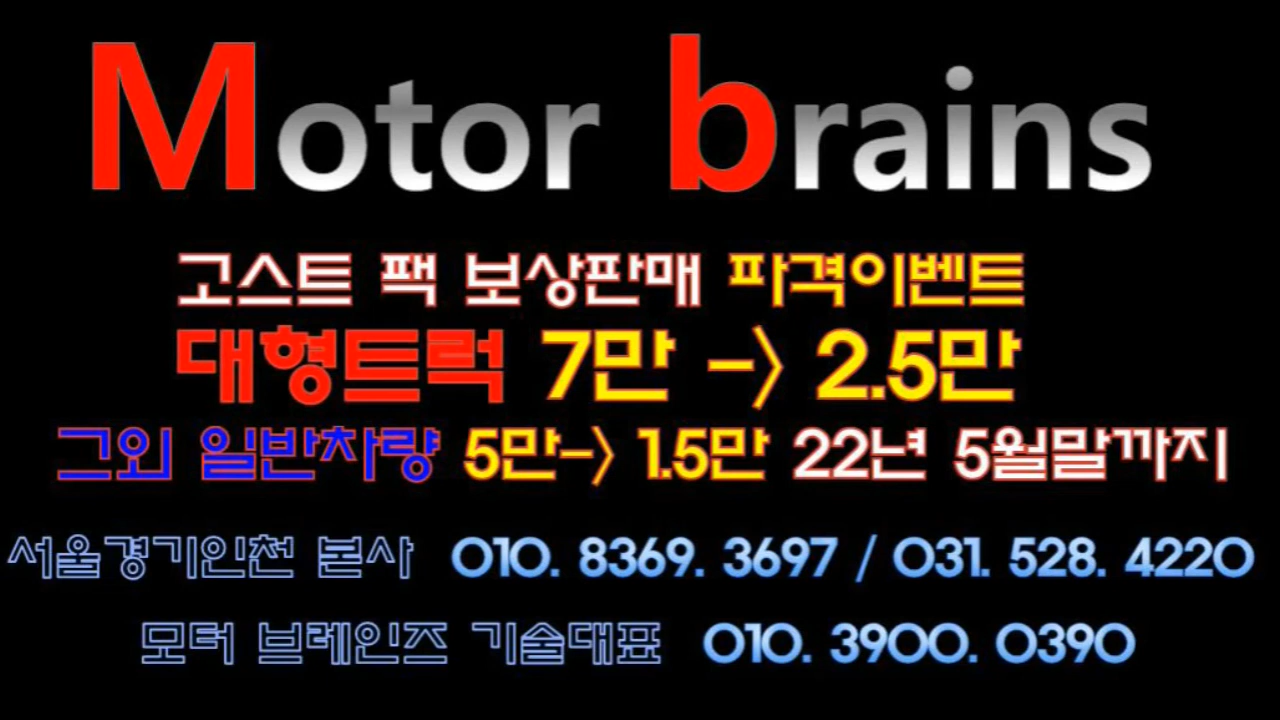 Motor brains
고스트 팩 보상판매 파격이벤트
대형트럭 7만 -> 2.5만
그외 일반차량 5만-> 1.5만 22년 5월말까지
서울경기인천 본사 010. 8369. 3697 / 031. 528. 4220
모터 브레인즈 기술대표 010. 3900. 0390